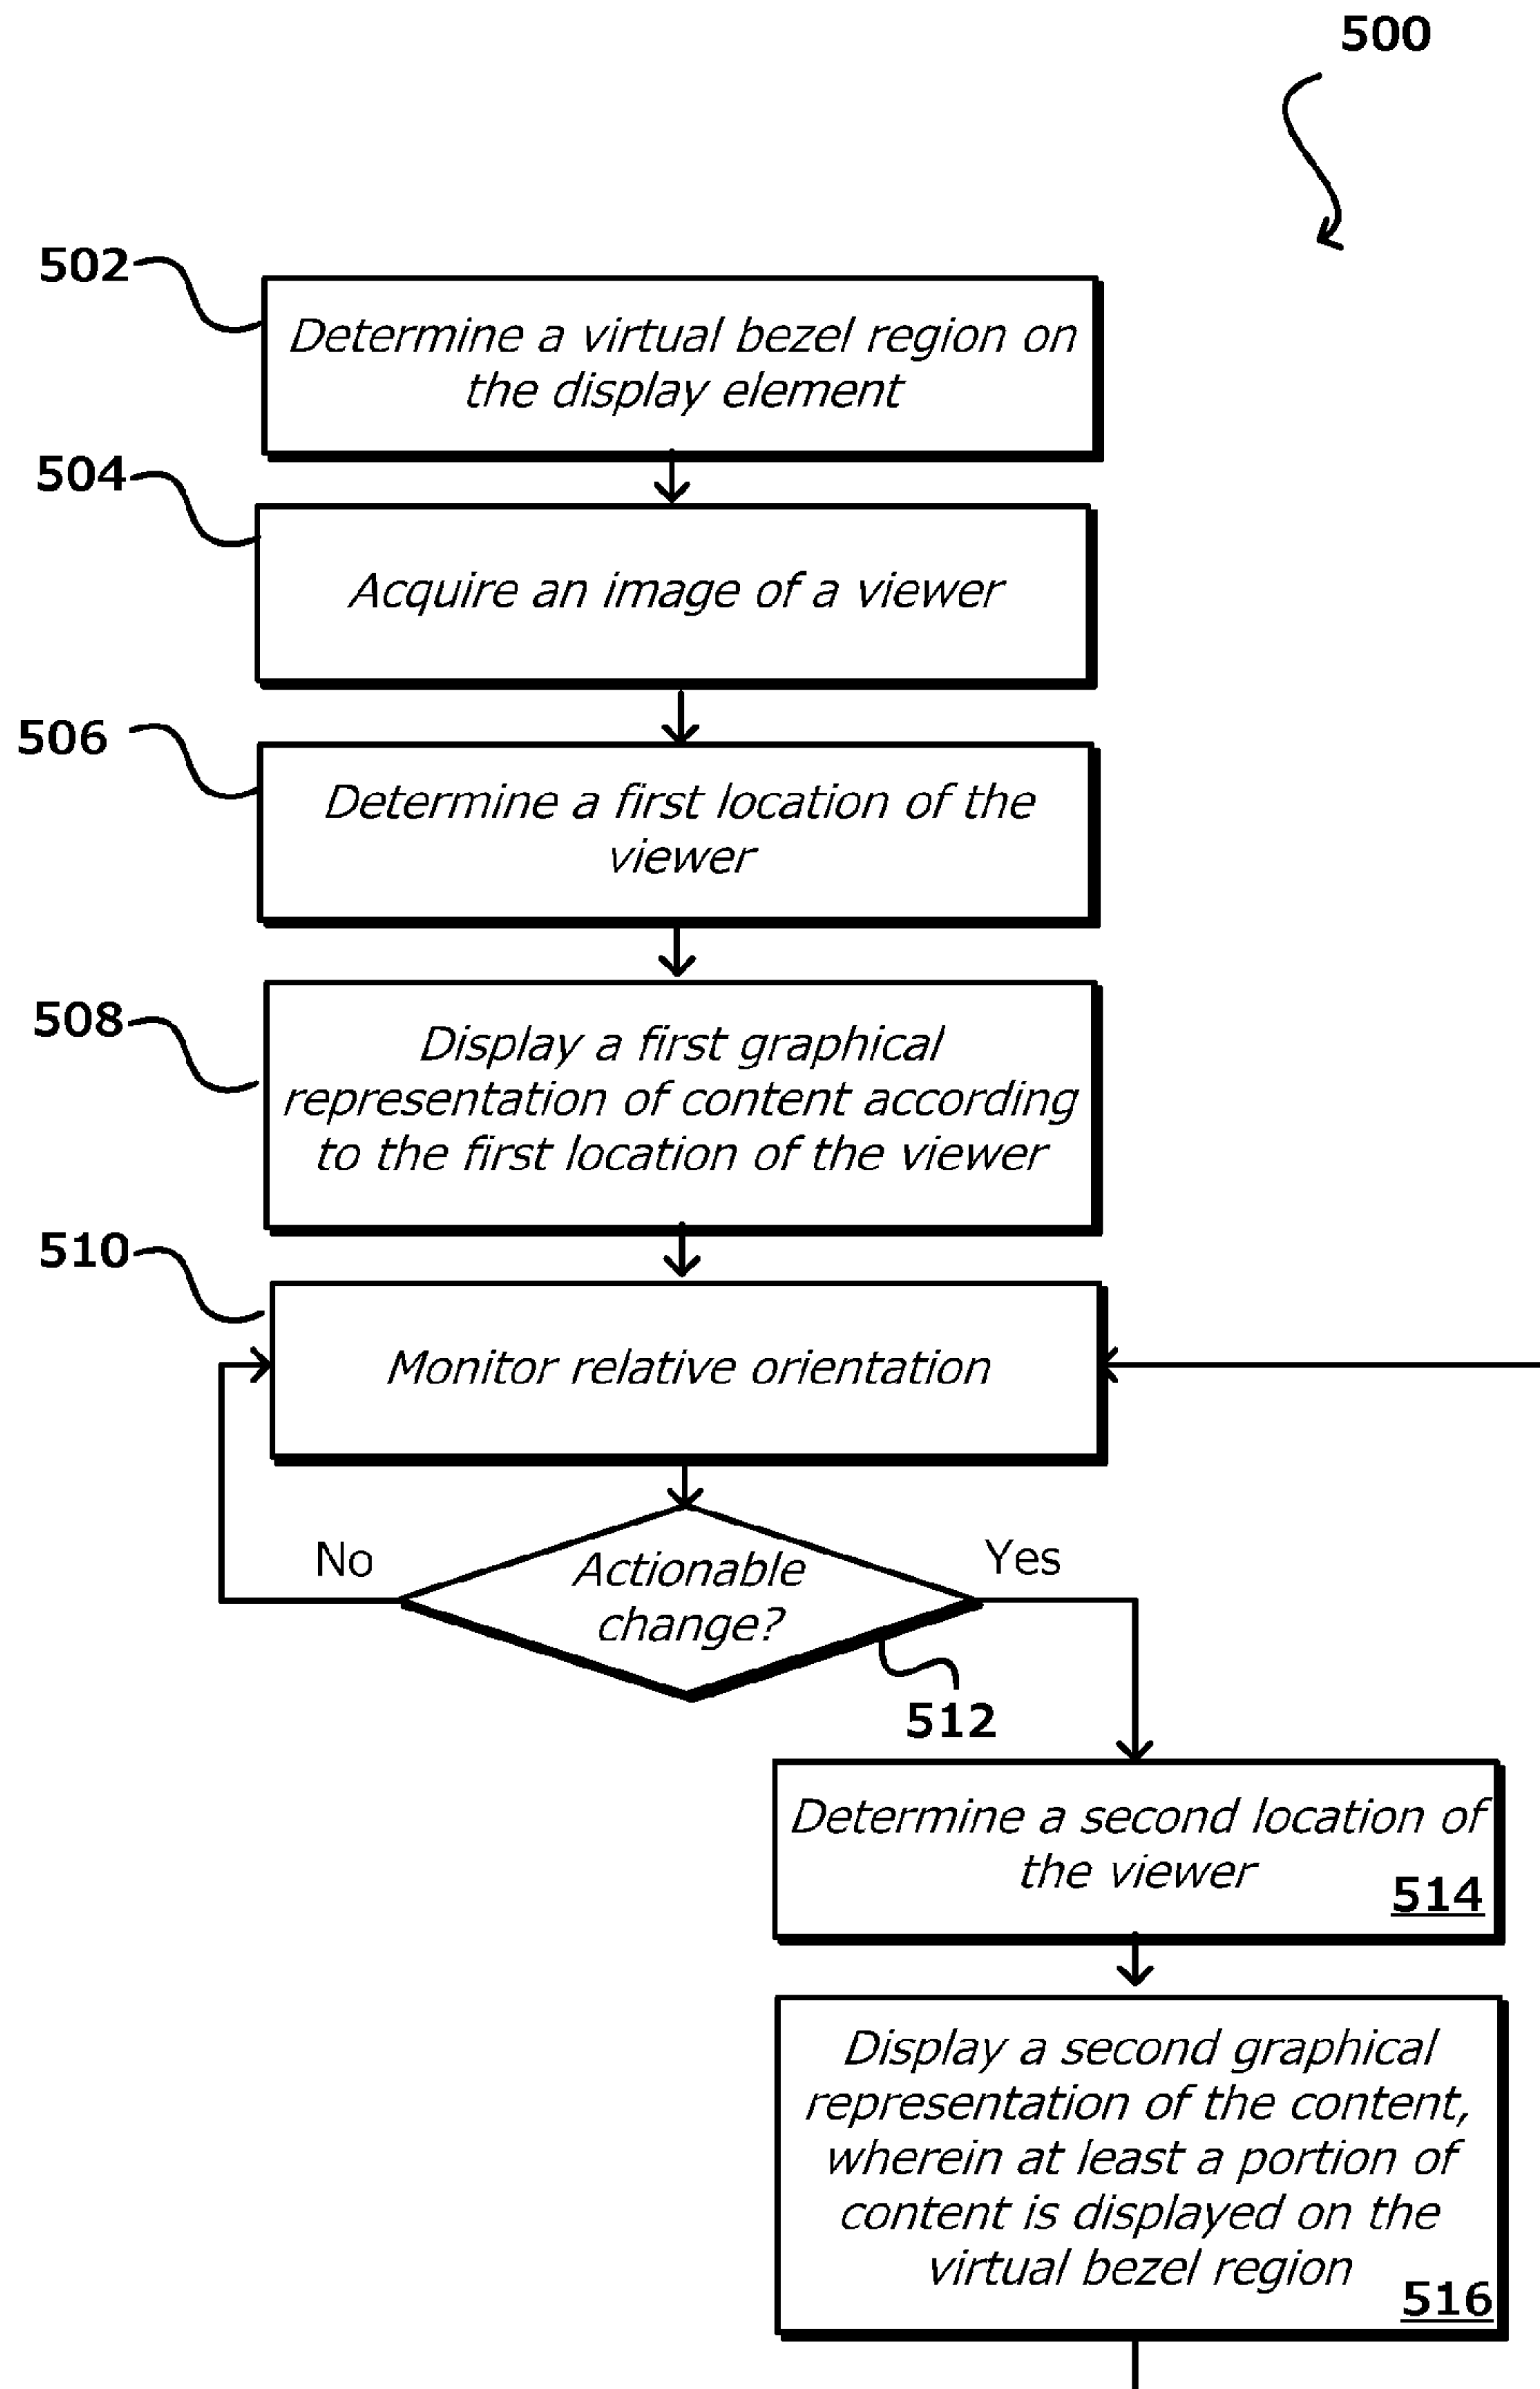 500
502
Determine a virtual bezel region on
the display element
504
Acquire an image of a viewer
506
Determine a first location of the
viewer
508
Display a first graphical
representation of content according
to the first location of the viewer
510
Monitor relative orientation
No
Actionable
change?
Yes
512
Determine a second location of
the viewer
514
Display a second graphical
representation of the content,
wherein at least a portion of
content is displayed on the
virtual bezel region
516